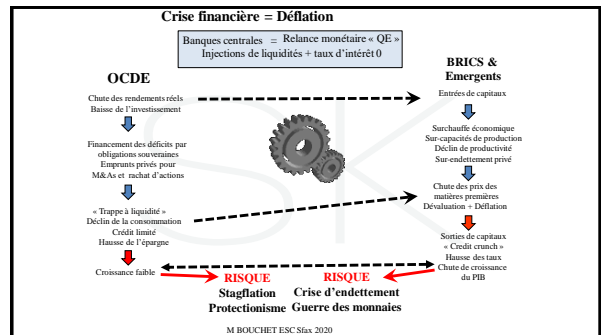 Crise financière = Déflation
Banques centrales = Relance monétaire « QE »
Injections de liquidités + taux d'intérêt 0
OCDE
Chute des rendements réels
Baisse de l'investissement
Financement des déficits par
obligations souveraines
Emprunts privés pour
M&As et rachat d'actions
« Trappe à liquidité »
Déclin de la consommation
Crédit limité
Hausse de l'épargne
Croissance faible
BRICS &
Emergents
Entrées de capitaux
Surchauffe économique
Sur-capacités de production
Déclin de productivité
Sur-endettement privé
Chute des prix des
matières premières
Dévaluation + Déflation
Sorties de capitaux
« Credit crunch »
Hausse des taux
Chute de croissance
du PIB
RISQUE
Stagflation
Protectionisme
RISQUE
Crise d'endettement
Guerre des monnaies
SK
M BOUCHET ESC Sfax 2020